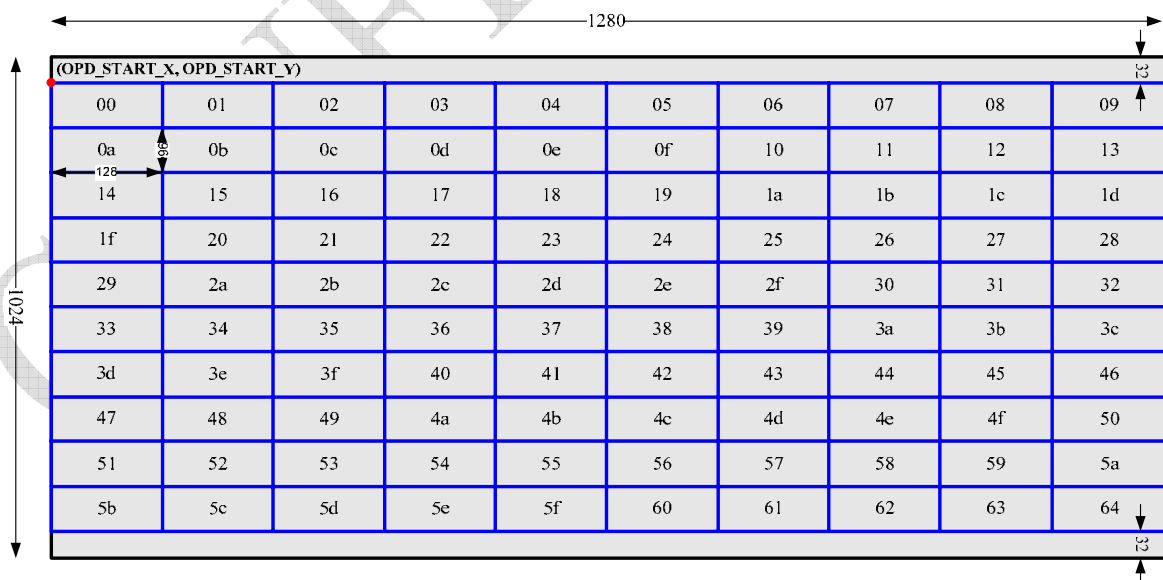 1280
(OPD_START_X, OPD_START_Y)
32
00 01 02 03 04 05 06 07 08 09
0a 0b 0c 0d 0e 0f 10 11 12 13
96
128
14 15 16 17 18 19 1a 1b 1c 1d
1f 20 21 22 23 24 25 26 27 28
29 2a 2b 2c 2d 2e 2f 30 31 32
1024
33 34 35 36 37 38 39 3a 3b 3c
3d 3e 3f 40 41 42 43 44 45 46
47 48 49 4a 4b 4c 4d 4e 4f 50
51 52 53 54 55 56 57 58 59 5a
5b 5c 5d 5e 5f 60 61 62 63 64
32